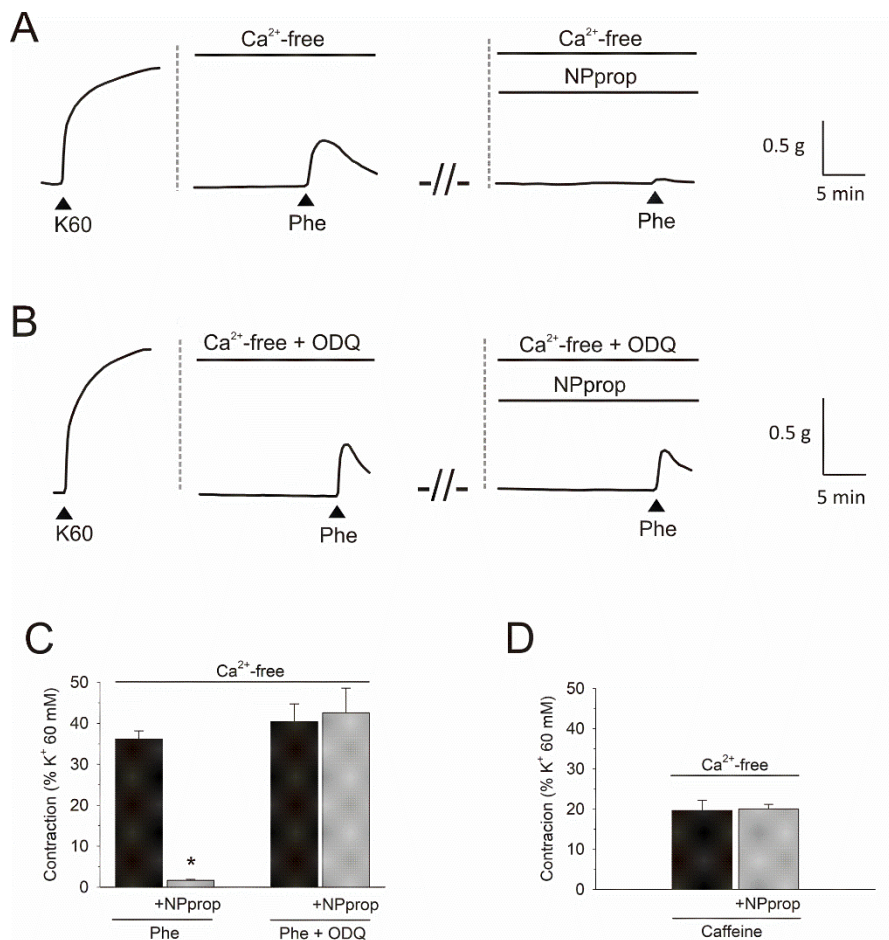 A
Ca²⁺-free
Ca²⁺-free
NPprop
0.5 g
5 min
K60
Phe
-//-
Phe
B
Ca²⁺-free + ODQ
Ca²⁺-free + ODQ
NPprop
0.5 g
5 min
K60
Phe
-//-
Phe
C
Ca²⁺-free
Contraction (% K⁺ 60 mM)
50
40
30
20
10
0
*
+NPprop
+NPprop
Phe
Phe + ODQ
D
Ca²⁺-free
Contracion (% K⁺ 60 mM)
50
40
30
20
10
0
+NPprop
Caffeine